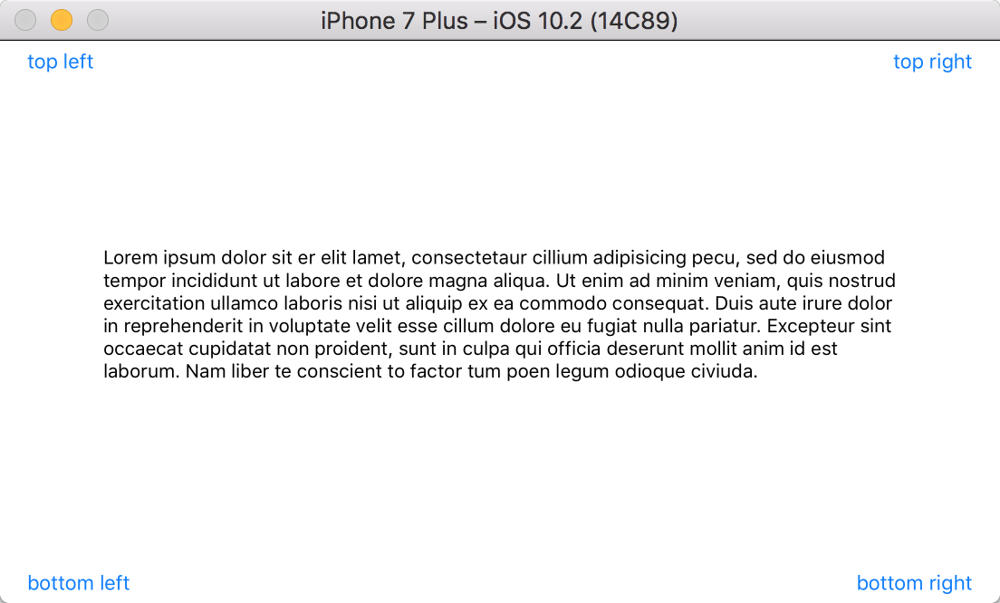 iPhone 7 Plus – iOS 10.2 (14C89)
top left
top right
Lorem ipsum dolor sit er elit lamet, consectetaur cillium adipisicing pecu, sed do eiusmod
tempor incididunt ut labore et dolore magna aliqua. Ut enim ad minim veniam, quis nostrud
exercitation ullamco laboris nisi ut aliquip ex ea commodo consequat. Duis aute irure dolor
in reprehenderit in voluptate velit esse cillum dolore eu fugiat nulla pariatur. Excepteur sint
occaecat cupidatat non proident, sunt in culpa qui officia deserunt mollit anim id est
laborum. Nam liber te conscient to factor tum poen legum odioque civiuda.
bottom left
bottom right